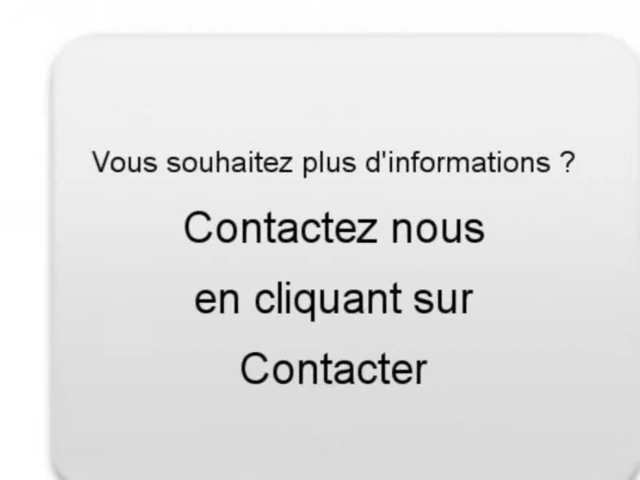 Vous souhaitez plus d'informations ?
Contactez nous
en cliquant sur
Contacter